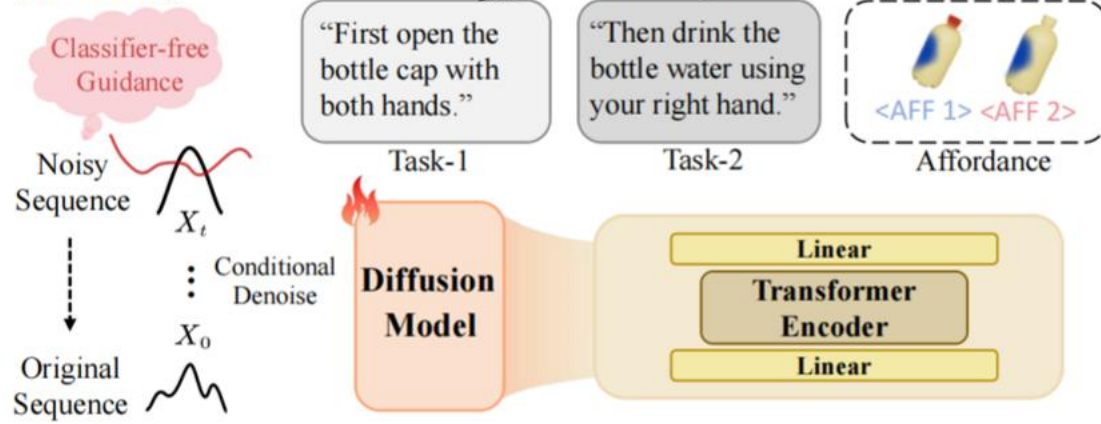 Classifier-free
Guidance
Noisy
Sequence
X_t
Conditional
Denoise
X_0
Original
Sequence
“First open the
bottle cap with
both hands.”
Task-1
“Then drink the
bottle water using
your right hand.”
Task-2
<AFF 1> <AFF 2>
Affordance
Diffusion
Model
Linear
Transformer
Encoder
Linear